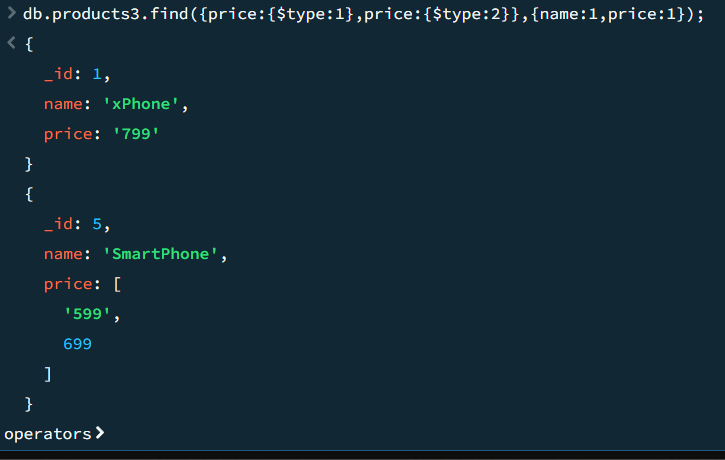 > db.products3.find({price:{$type:1},price:{$type:2}},{name:1,price:1});
< {
_id: 1,
name: 'xPhone',
price: '799'
}
{
_id: 5,
name: 'SmartPhone',
price: [
'599',
699
]
}
operators>